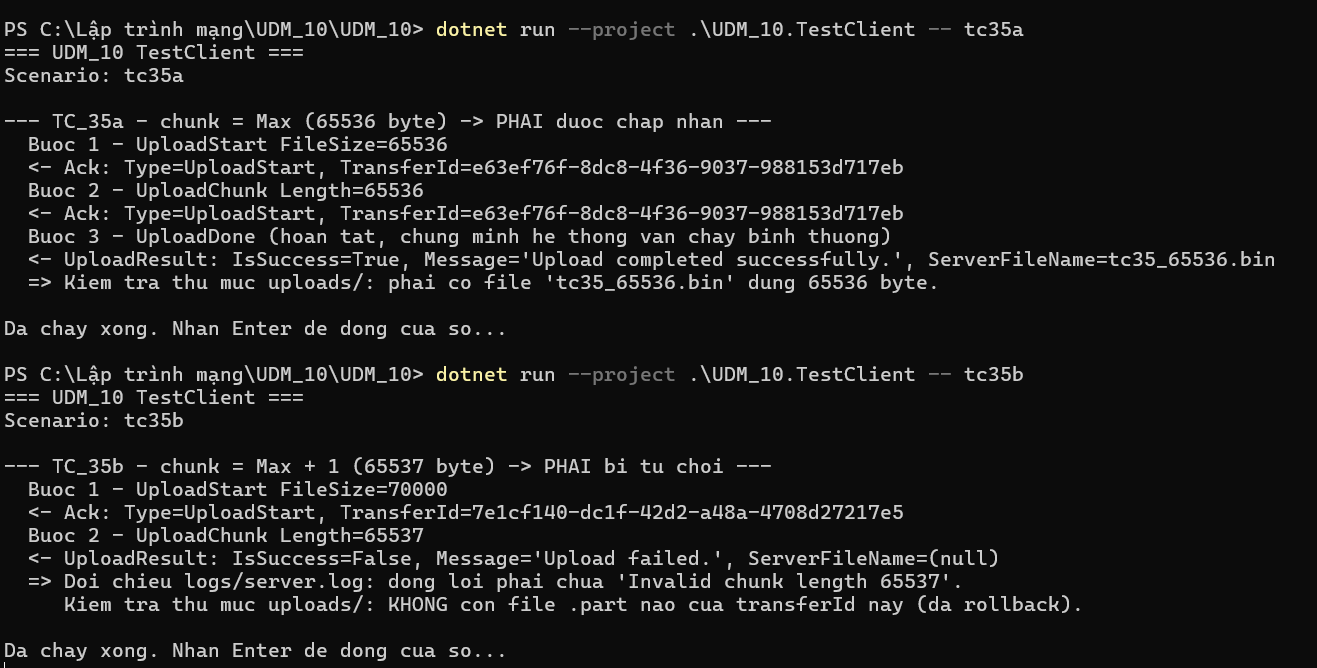 PS C:\Lập trình mạng\UDM_10\UDM_10> dotnet run --project .\UDM_10.TestClient -- tc35a
=== UDM_10 TestClient ===
Scenario: tc35a
--- TC_35a - chunk = Max (65536 byte) -> PHAI duoc chap nhan ---
Buoc 1 - UploadStart FileSize=65536
<- Ack: Type=UploadStart, TransferId=e63ef76f-8dc8-4f36-9037-988153d717eb
Buoc 2 - UploadChunk Length=65536
<- Ack: Type=UploadStart, TransferId=e63ef76f-8dc8-4f36-9037-988153d717eb
Buoc 3 - UploadDone (hoan tat, chung minh he thong van chay binh thuong)
<- UploadResult: IsSuccess=True, Message='Upload completed successfully.', ServerFileName=tc35_65536.bin
=> Kiem tra thu muc uploads/: phai co file 'tc35_65536.bin' dung 65536 byte.
Da chay xong. Nhan Enter de dong cua so...
PS C:\Lập trình mạng\UDM_10\UDM_10> dotnet run --project .\UDM_10.TestClient -- tc35b
=== UDM_10 TestClient ===
Scenario: tc35b
--- TC_35b - chunk = Max + 1 (65537 byte) -> PHAI bi tu choi ---
Buoc 1 - UploadStart FileSize=70000
<- Ack: Type=UploadStart, TransferId=7e1cf140-dc1f-42d2-a48a-4708d27217e5
Buoc 2 - UploadChunk Length=65537
<- UploadResult: IsSuccess=False, Message='Upload failed.', ServerFileName=(null)
=> Doi chieu logs/server.log: dong loi phai chua 'Invalid chunk length 65537'.
Kiem tra thu muc uploads/: KHONG con file .part nao cua transferId nay (da rollback).
Da chay xong. Nhan Enter de dong cua so...